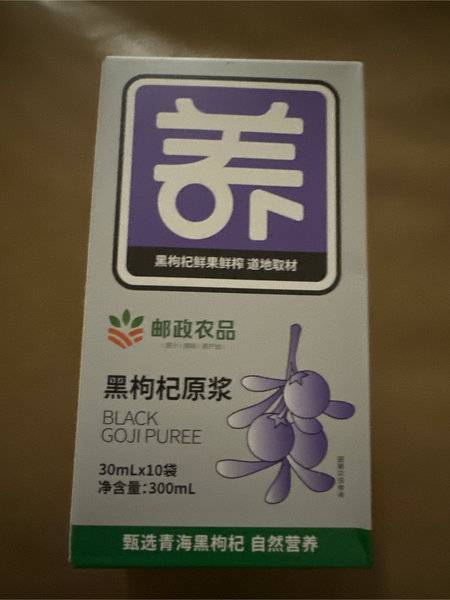 养
黑枸杞鲜果鲜榨 道地取材
邮政农品
黑枸杞原浆
BLACK
GOJI PUREE
30mLx10袋
净含量:300mL
甄选青海黑枸杞 自然营养